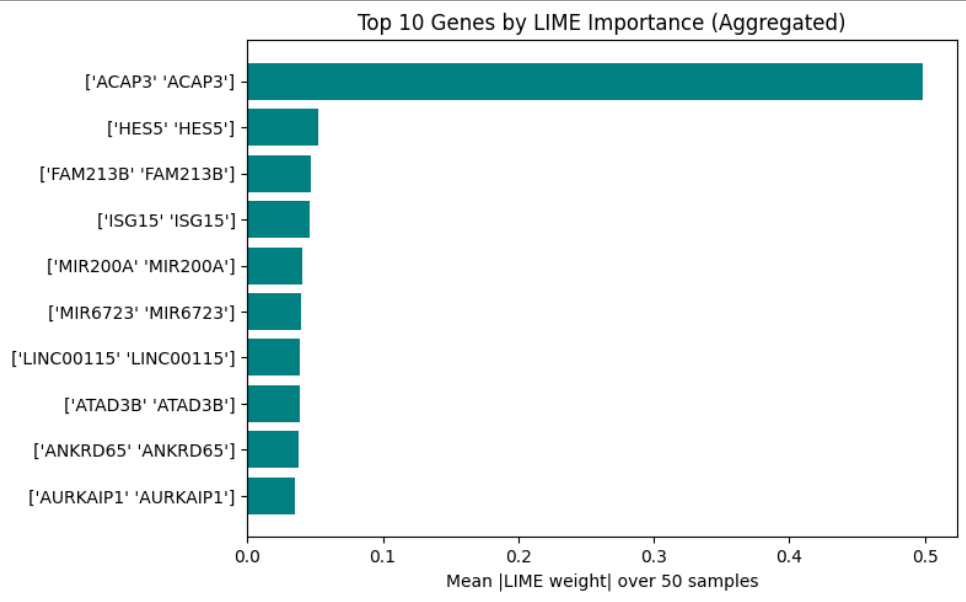 Top 10 Genes by LIME Importance (Aggregated)
['ACAP3' 'ACAP3']
['HES5' 'HES5']
['FAM213B' 'FAM213B']
['ISG15' 'ISG15']
['MIR200A' 'MIR200A']
['MIR6723' 'MIR6723']
['LINC00115' 'LINC00115']
['ATAD3B' 'ATAD3B']
['ANKRD65' 'ANKRD65']
['AURKAIP1' 'AURKAIP1']
0.0 0.1 0.2 0.3 0.4 0.5
Mean |LIME weight| over 50 samples